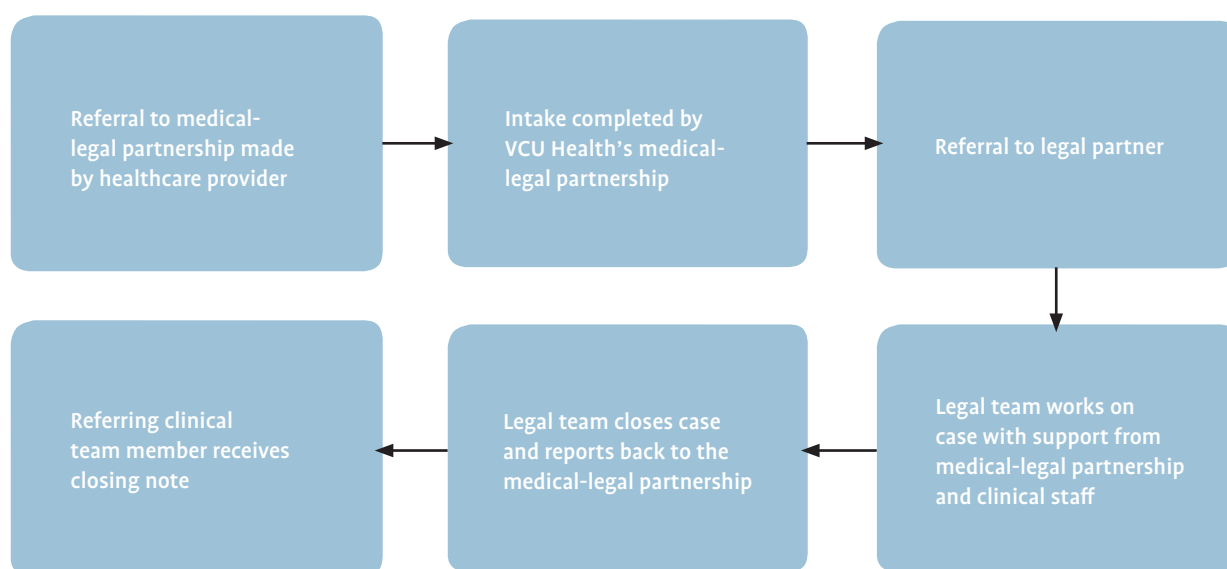 Referral to medical-
legal partnership made
by healthcare provider
Intake completed by
VCU Health’s medical-
legal partnership
Referral to legal partner
Legal team works on
case with support from
medical-legal partnership
and clinical staff
Legal team closes case
and reports back to the
medical-legal partnership
Referring clinical
team member receives
closing note